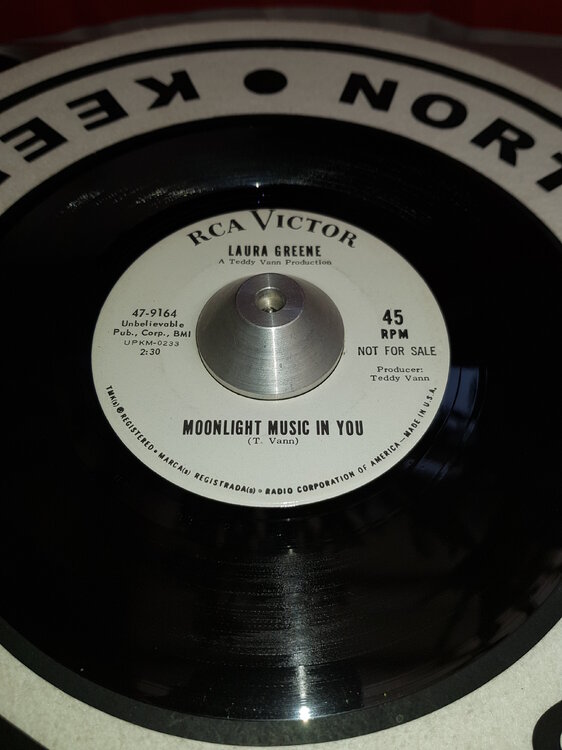 KEE
NORT
RCA VICTOR
LAURA GREENE
A Teddy Vann Production
47-9164
Unbelievable
Pub., Corp., BMI
UPKM-0233
2:30
45
RPM
NOT FOR SALE
Producer:
Teddy Vann
MOONLIGHT MUSIC IN YOU
(T. Vann)
TMK(s) ® REGISTERED • MARCA(s) REGISTRADA(s) • RADIO CORPORATION OF AMERICA—MADE IN U.S.A.